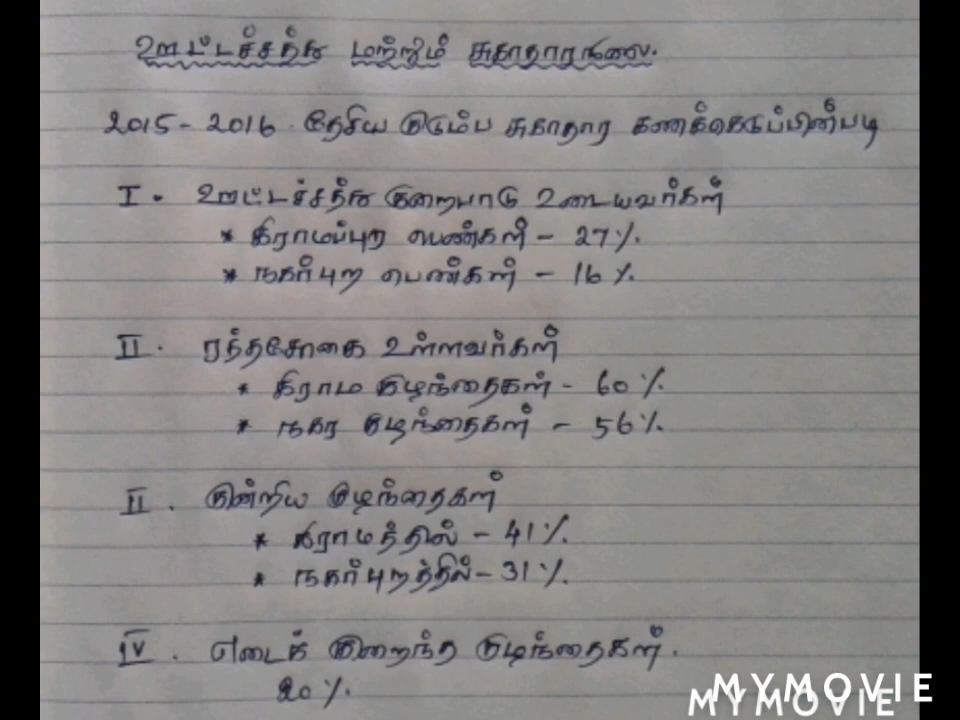 ஊட்டச்சத்து மற்றும் சுகாதாரநிலை.
2015 - 2016 . தேசிய குடும்ப சுகாதார கணக்கெடுப்பின்படி
I . ஊட்டச்சத்து குறைபாடு உடையவர்கள்
* கிராமப்புற பெண்கள் - 27%.
* நகர்புற பெண்கள் - 16%.
II . ரத்தசோகை உள்ளவர்கள்
* கிராம குழந்தைகள் - 60%.
* நகர குழந்தைகள் - 56%.
II . குன்றிய குழந்தைகள்
* கிராமத்தில் - 41%.
* நகர்புறத்தில் - 31%.
IV . எடைக் குறைந்த குழந்தைகள்.
20%.
MYMOVIE
MYMOVIE